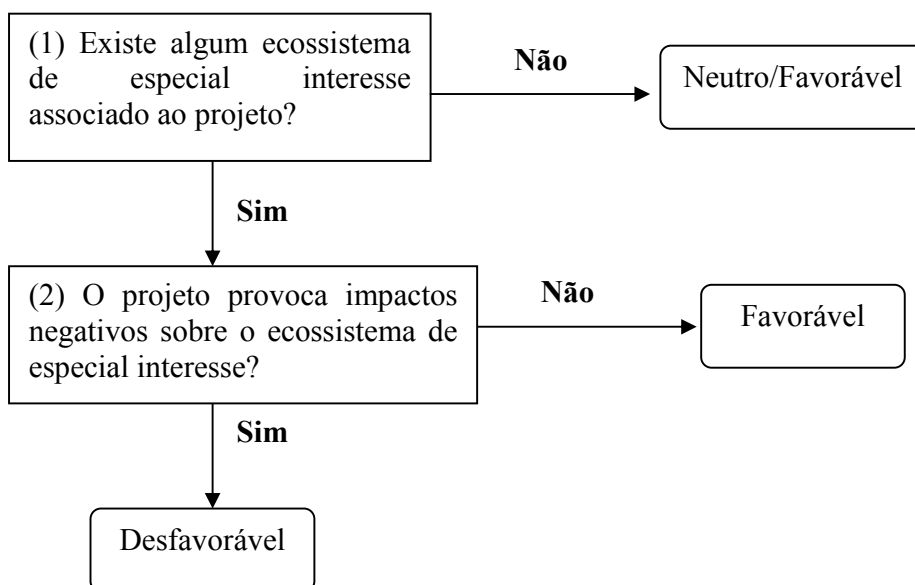 (1) Existe algum ecossistema
de especial interesse
associado ao projeto?
Não
Neutro/Favorável
Sim
(2) O projeto provoca impactos
negativos sobre o ecossistema de
especial interesse?
Não
Favorável
Sim
Desfavorável